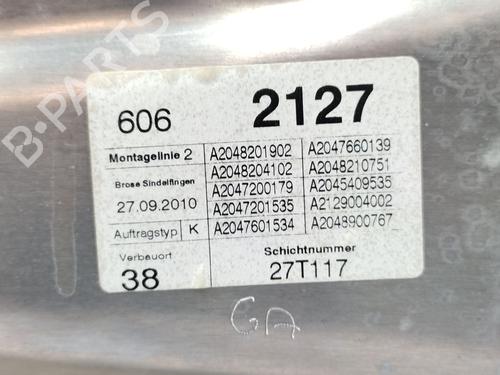 606 2127
Montagelinie 2 A2048201902 A2047660139
A2048204102 A2048210751
Brose Sindelfingen A2047200179 A2045409535
27.09.2010 A2047201535 A2129004002
Auftragstyp K A2047601534 A2048900767
Verbauort Schichtnummer
38 27T117
GA
B-PARTS